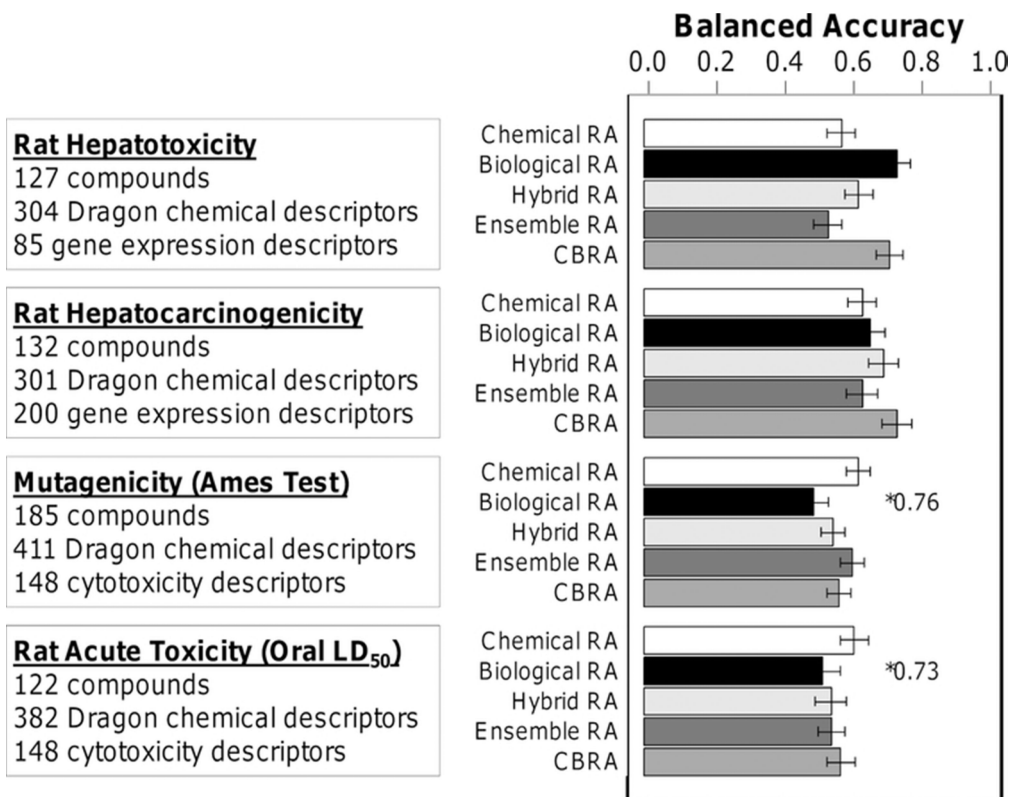 Balanced Accuracy
0.0 0.2 0.4 0.6 0.8 1.0
Rat Hepatotoxicity
127 compounds
304 Dragon chemical descriptors
85 gene expression descriptors
Chemical RA
Biological RA
Hybrid RA
Ensemble RA
CBRA
Rat Hepatocarcinogenicity
132 compounds
301 Dragon chemical descriptors
200 gene expression descriptors
Chemical RA
Biological RA
Hybrid RA
Ensemble RA
CBRA
Mutagenicity (Ames Test)
185 compounds
411 Dragon chemical descriptors
148 cytotoxicity descriptors
Chemical RA
Biological RA *0.76
Hybrid RA
Ensemble RA
CBRA
Rat Acute Toxicity (Oral LD₅₀)
122 compounds
382 Dragon chemical descriptors
148 cytotoxicity descriptors
Chemical RA
Biological RA *0.73
Hybrid RA
Ensemble RA
CBRA